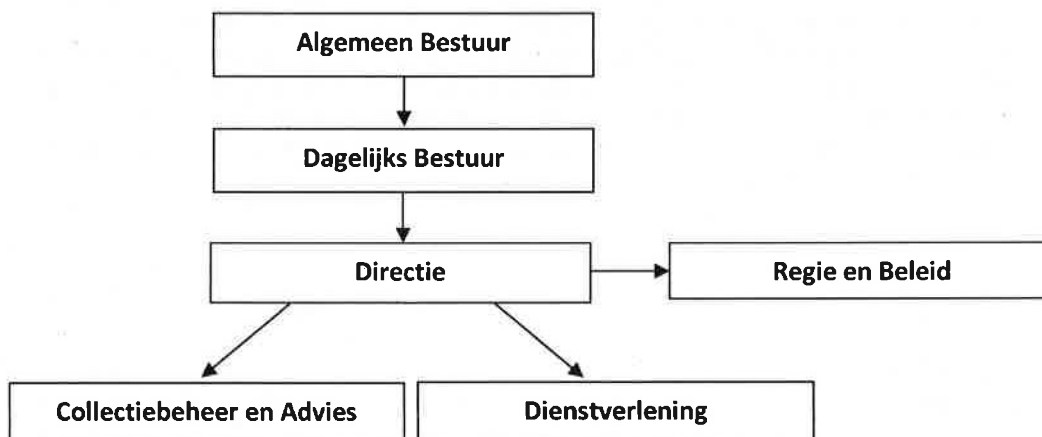 Algemeen Bestuur
Dagelijks Bestuur
Directie
Regie en Beleid
Collectiebeheer en Advies
Dienstverlening